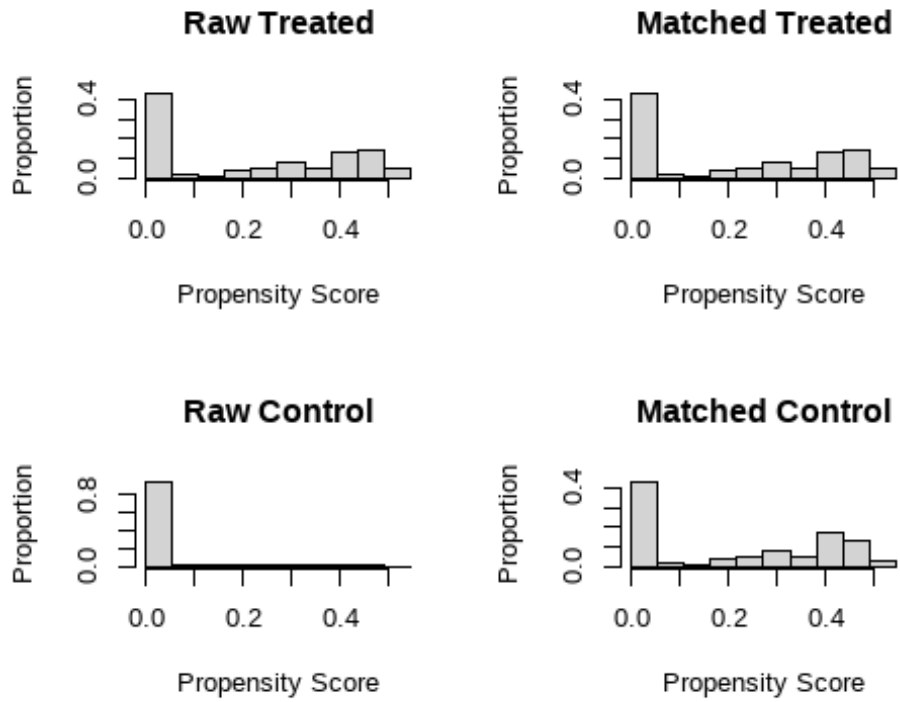 Raw Treated
Proportion
0.0 0.4
0.0 0.2 0.4
Propensity Score
Matched Treated
Proportion
0.0 0.4
0.0 0.2 0.4
Propensity Score
Raw Control
Proportion
0.0 0.8
0.0 0.2 0.4
Propensity Score
Matched Control
Proportion
0.0 0.4
0.0 0.2 0.4
Propensity Score